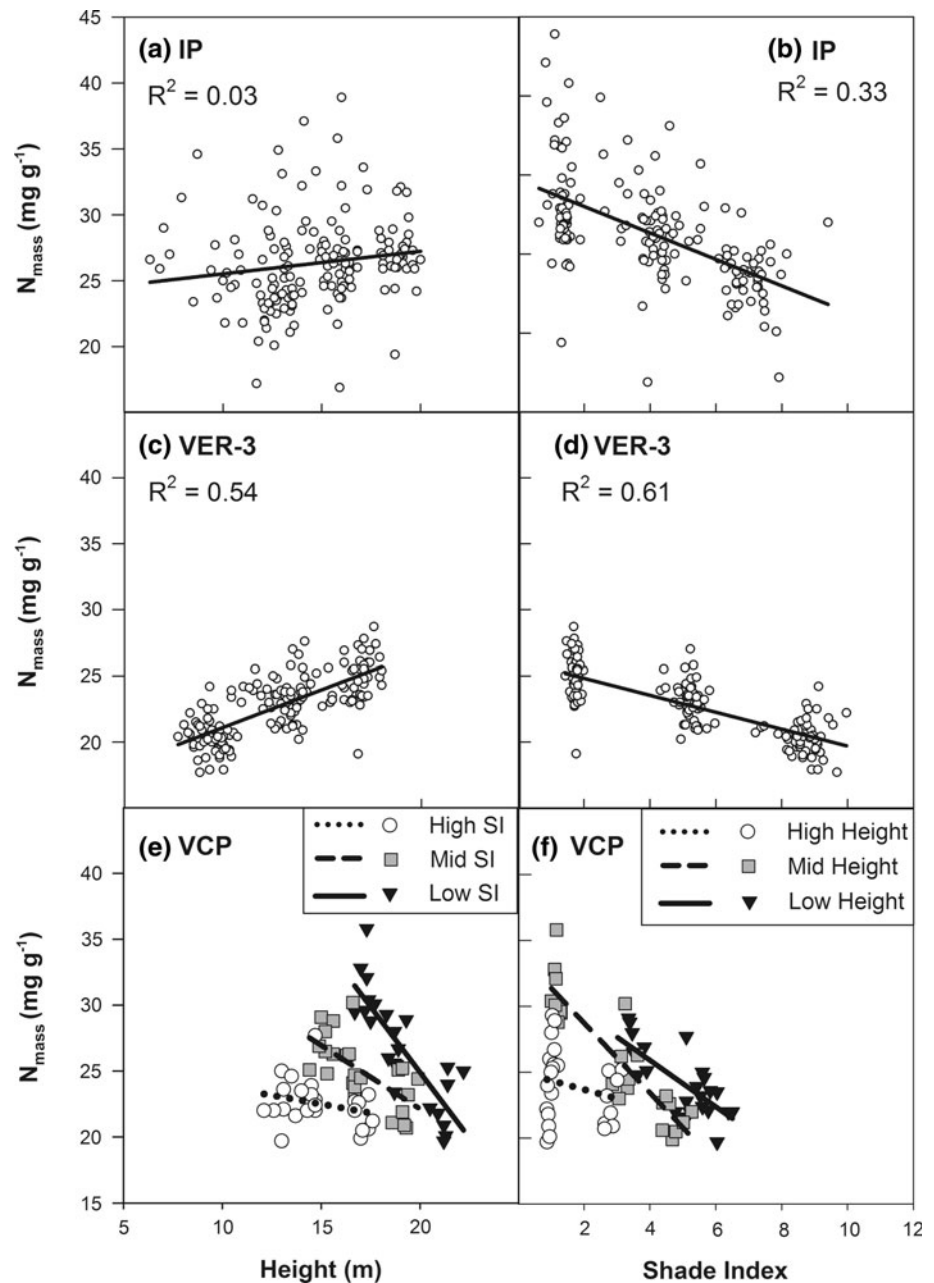 45
(a) IP
(b) IP
R² = 0.03
R² = 0.33
40
35
30
25
20
N_mass (mg g⁻¹)
(c) VER-3
(d) VER-3
R² = 0.54
R² = 0.61
40
35
30
25
20
N_mass (mg g⁻¹)
(e) VCP
High SI
Mid SI
Low SI
(f) VCP
High Height
Mid Height
Low Height
40
35
30
25
20
15
N_mass (mg g⁻¹)
5 10 15 20
2 4 6 8 10 12
Height (m)
Shade Index